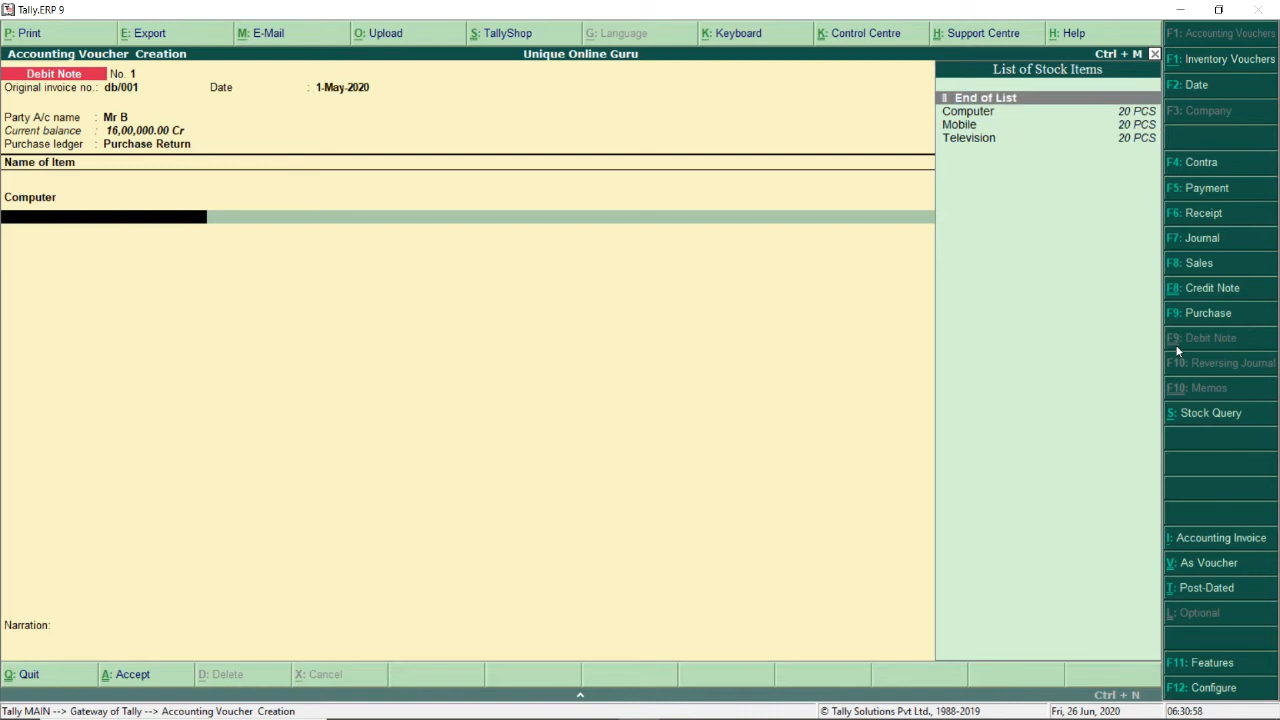 Tally.ERP 9
P: Print E: Export M: E-Mail O: Upload S: TallyShop G: Language K: Keyboard K: Control Centre H: Support Centre H: Help
Accounting Voucher Creation Unique Online Guru Ctrl + M
Debit Note No. 1
Original invoice no.: db/001 Date : 1-May-2020
Party A/c name : Mr B
Current balance : 16,00,000.00 Cr
Purchase ledger : Purchase Return
Name of Item
Computer
Narration:
List of Stock Items
End of List
Computer 20 PCS
Mobile 20 PCS
Television 20 PCS
F1: Accounting Vouchers
F1: Inventory Vouchers
F2: Date
F3: Company
F4: Contra
F5: Payment
F6: Receipt
F7: Journal
F8: Sales
F8: Credit Note
F9: Purchase
F9: Debit Note
F10: Reversing Journal
F10: Memos
S: Stock Query
I: Accounting Invoice
V: As Voucher
T: Post-Dated
L: Optional
F11: Features
F12: Configure
Q: Quit A: Accept D: Delete X: Cancel
Ctrl + N
Tally MAIN --> Gateway of Tally --> Accounting Voucher Creation © Tally Solutions Pvt Ltd., 1988-2019 Fri, 26 Jun, 2020 06:30:58